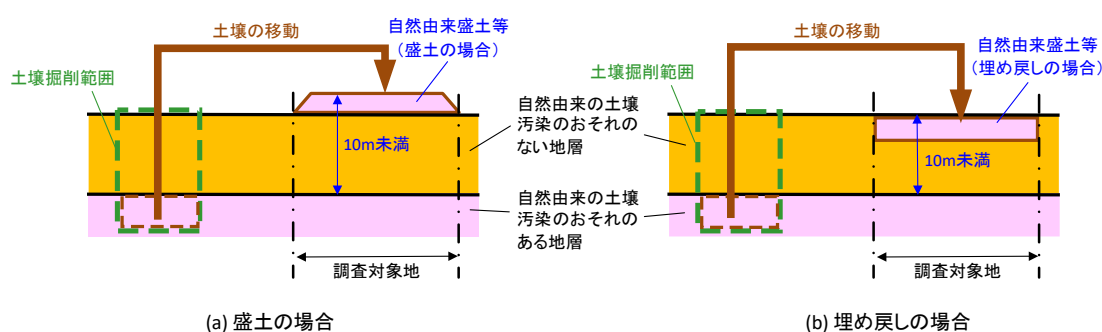 土壌の移動
自然由来盛土等
(盛土の場合)
土壌掘削範囲
10m未満
自然由来の土壌
汚染のおそれの
ない地層
自然由来の土壌
汚染のおそれの
ある地層
調査対象地
(a) 盛土の場合
土壌の移動
自然由来盛土等
(埋め戻しの場合)
土壌掘削範囲
10m未満
調査対象地
(b) 埋め戻しの場合